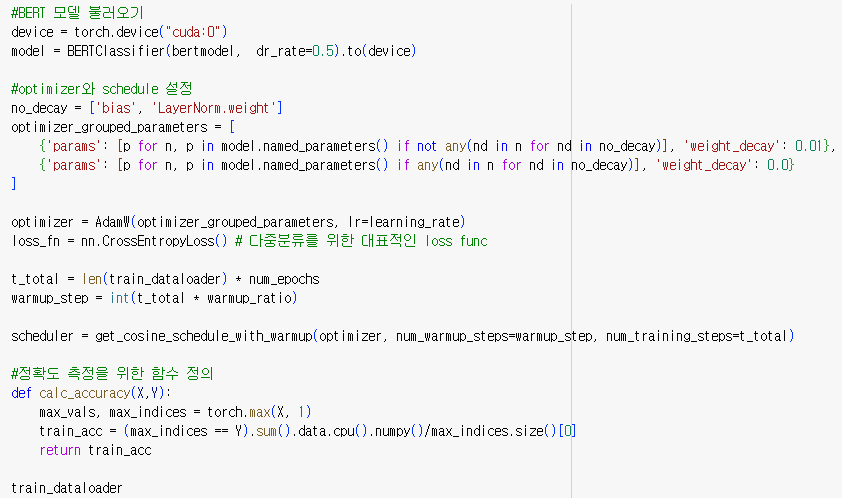 #BERT 모델 불러오기
device = torch.device("cuda:0")
model = BERTClassifier(bertmodel,  dr_rate=0.5).to(device)
#optimizer와 schedule 설정
no_decay = ['bias', 'LayerNorm.weight']
optimizer_grouped_parameters = [
    {'params': [p for n, p in model.named_parameters() if not any(nd in n for nd in no_decay)], 'weight_decay': 0.01},
    {'params': [p for n, p in model.named_parameters() if any(nd in n for nd in no_decay)], 'weight_decay': 0.0}
]
optimizer = AdamW(optimizer_grouped_parameters, lr=learning_rate)
loss_fn = nn.CrossEntropyLoss() # 다중분류를 위한 대표적인 loss func
t_total = len(train_dataloader) * num_epochs
warmup_step = int(t_total * warmup_ratio)
scheduler = get_cosine_schedule_with_warmup(optimizer, num_warmup_steps=warmup_step, num_training_steps=t_total)
#정확도 측정을 위한 함수 정의
def calc_accuracy(X,Y):
    max_vals, max_indices = torch.max(X, 1)
    train_acc = (max_indices == Y).sum().data.cpu().numpy()/max_indices.size()[0]
    return train_acc
train_dataloader